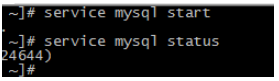 ~]# service mysql start
.
~]# service mysql status
24644)
~]#